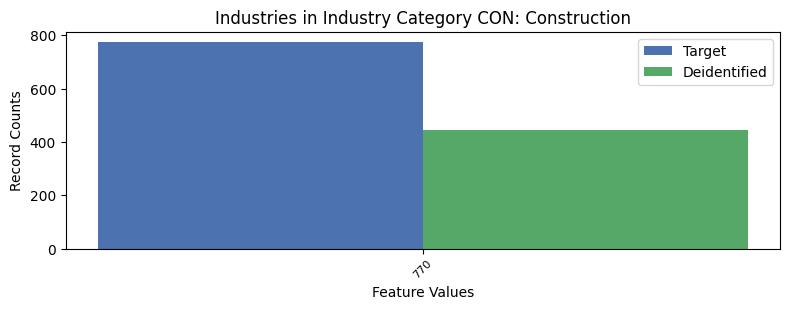 Industries in Industry Category CON: Construction
Target
Deidentified
Record Counts
800
600
400
200
0
770
Feature Values